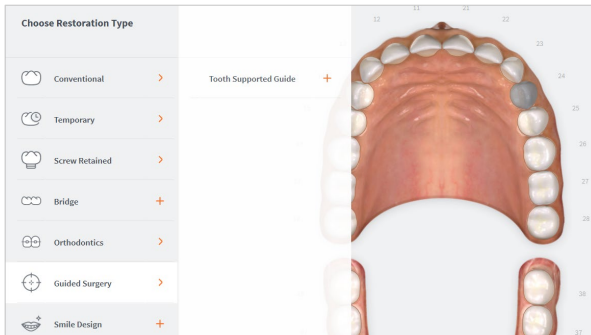 Choose Restoration Type
Conventional
Temporary
Screw Retained
Bridge
Orthodontics
Guided Surgery
Smile Design
Tooth Supported Guide
11
21
12
22
23
24
25
26
27
28
38
37